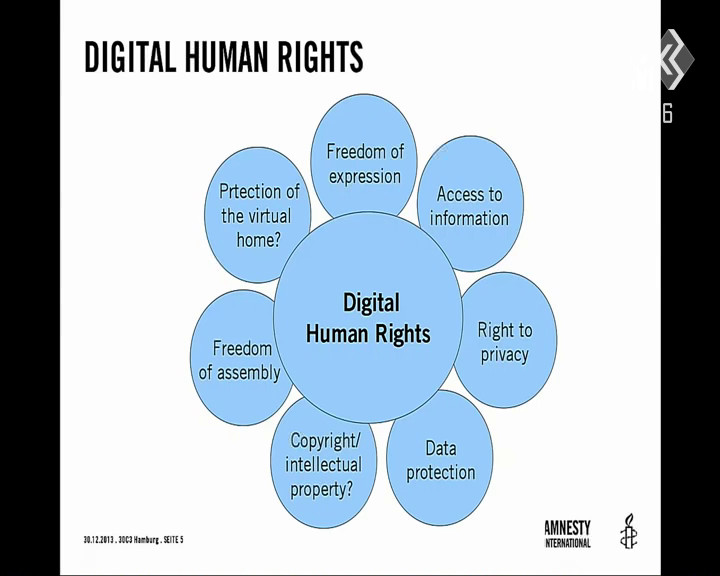 DIGITAL HUMAN RIGHTS
6
Freedom of
expression
Access to
information
Right to
privacy
Data
protection
Copyright/
intellectual
property?
Freedom
of assembly
Prtection of
the virtual
home?
Digital
Human Rights
30.12.2013 . 30C3 Hamburg . SEITE 5
AMNESTY
INTERNATIONAL